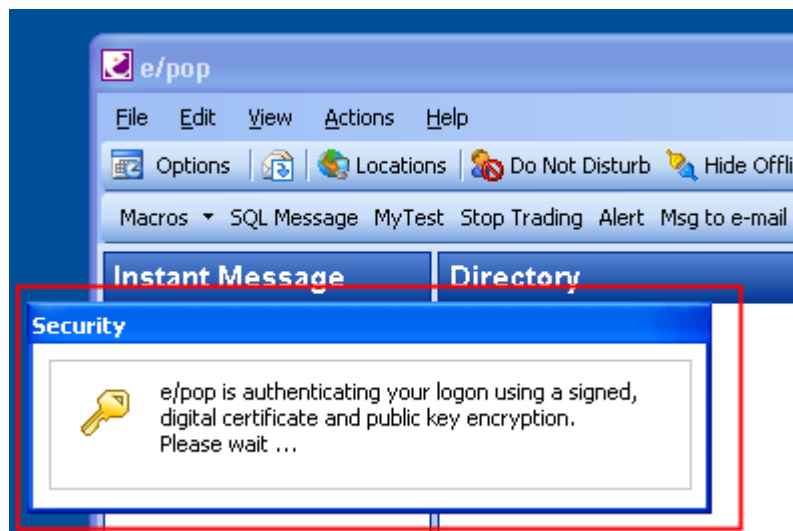 e/pop
File Edit View Actions Help
Options Locations Do Not Disturb Hide Offli
Macros SQL Message MyTest Stop Trading Alert Msg to e-mail
Instant Message Directory
Security
e/pop is authenticating your logon using a signed,
digital certificate and public key encryption.
Please wait ...